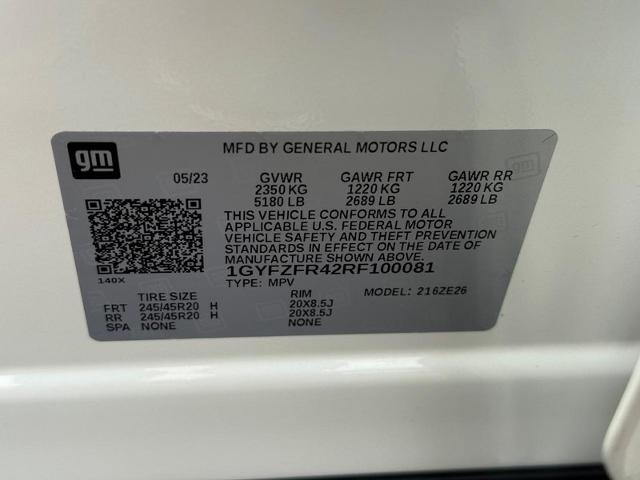 gm
MFD BY GENERAL MOTORS LLC
05/23 GVWR GAWR FRT GAWR RR
2350 KG 1220 KG 1220 KG
5180 LB 2689 LB 2689 LB
THIS VEHICLE CONFORMS TO ALL
APPLICABLE U.S. FEDERAL MOTOR
VEHICLE SAFETY AND THEFT PREVENTION
STANDARDS IN EFFECT ON THE DATE OF
MANUFACTURE SHOWN ABOVE.
140X
1GYFZFR42RF100081
TYPE: MPV MODEL: 216ZE26
TIRE SIZE RIM
FRT 245/45R20 H 20X8.5J
RR 245/45R20 H 20X8.5J
SPA NONE NONE